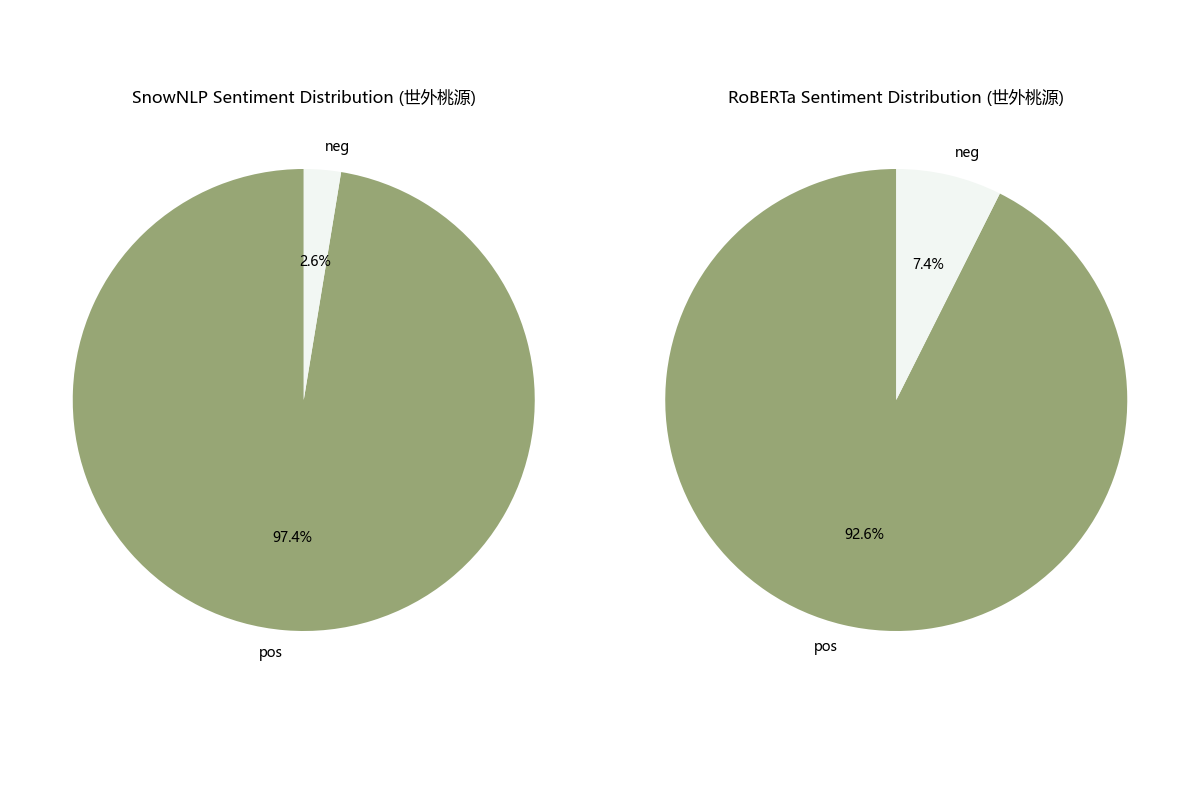 SnowNLP Sentiment Distribution (世外桃源)
neg
2.6%
97.4%
pos
RoBERTa Sentiment Distribution (世外桃源)
neg
7.4%
92.6%
pos